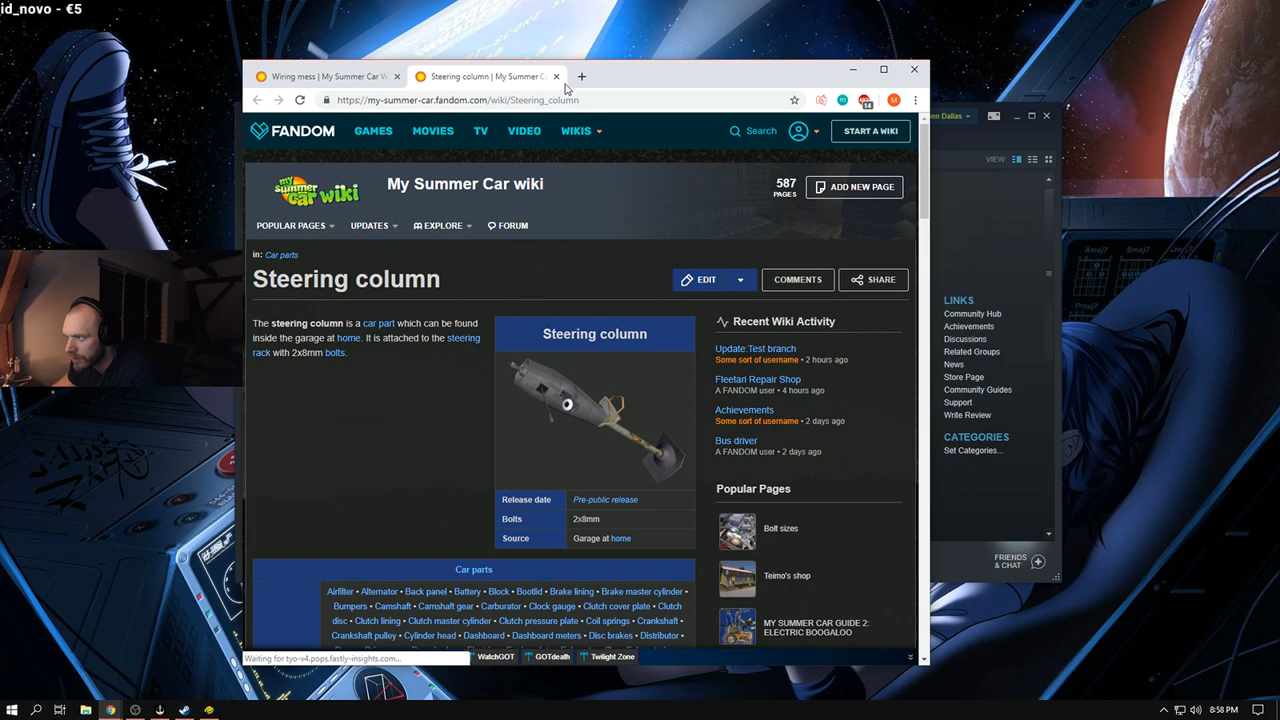 id_novo - €5
Wiring mess | My Summer Car W
Steering column | My Summer C
https://my-summer-car.fandom.com/wiki/Steering_column
14
M
en Dallas
FANDOM
GAMES
MOVIES
TV
VIDEO
WIKIS
Search
START A WIKI
VIEW
my summer car wiki
My Summer Car wiki
587
PAGES
ADD NEW PAGE
POPULAR PAGES
UPDATES
EXPLORE
FORUM
in: Car parts
Steering column
EDIT
COMMENTS
SHARE
The steering column is a car part which can be found
inside the garage at home. It is attached to the steering
rack with 2x8mm bolts.
Steering column
Release date Pre-public release
Bolts 2x8mm
Source Garage at home
Recent Wiki Activity
Update:Test branch
Some sort of username • 2 hours ago
Fleetari Repair Shop
A FANDOM user • 4 hours ago
Achievements
Some sort of username • 2 days ago
Bus driver
A FANDOM user • 2 days ago
Popular Pages
Bolt sizes
Teimo's shop
MY SUMMER CAR GUIDE 2:
ELECTRIC BOOGALOO
Car parts
Airfilter • Alternator • Back panel • Battery • Block • Bootlid • Brake lining • Brake master cylinder •
Bumpers • Camshaft • Camshaft gear • Carburator • Clock gauge • Clutch cover plate • Clutch
disc • Clutch lining • Clutch master cylinder • Clutch pressure plate • Coil springs • Crankshaft •
Crankshaft pulley • Cylinder head • Dashboard • Dashboard meters • Disc brakes • Distributor •
Waiting for tyo-v4.pops.fastly-insights.com...
WatchGOT
GOTdeath
Twilight Zone
LINKS
Community Hub
Achievements
Discussions
Related Groups
News
Store Page
Community Guides
Support
Write Review
CATEGORIES
Set Categories...
FRIENDS
& CHAT
Amaj7
Bmaj7
8:58 PM